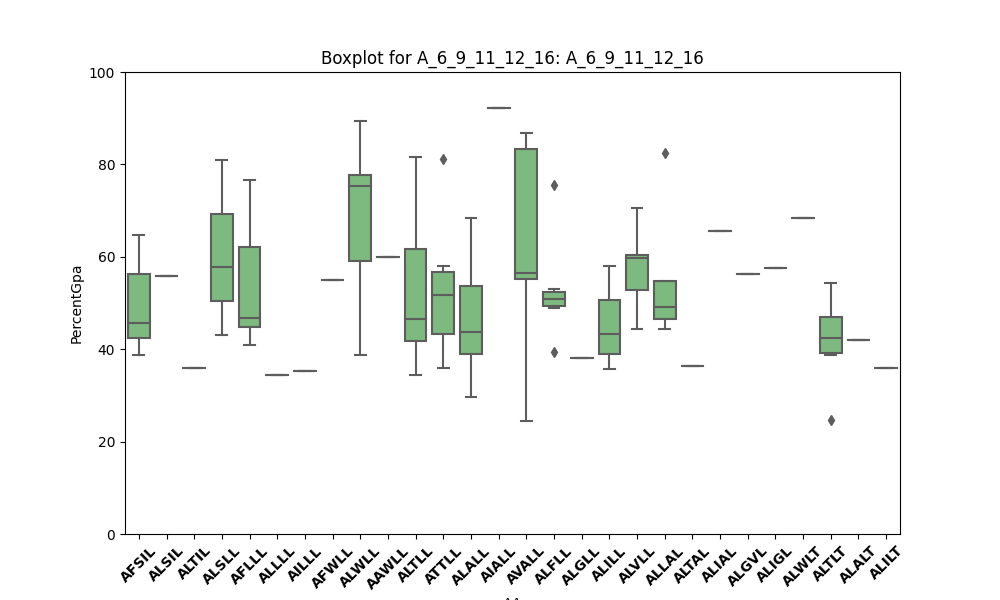 Boxplot for A_6_9_11_12_16: A_6_9_11_12_16
PercentGpa
100
80
60
40
20
0
AFSIL ALSIL ALTIL ALSLL AFLLL ALLLL AILLL AFWLL ALWLL AAWLL ALTLL ATTLL ALALL AIALL AVALL ALFLL ALGLL ALILL ALVLL ALLAL ALTAL ALIAL ALGVL ALIGL ALWLT ALTLT ALALT ALILT